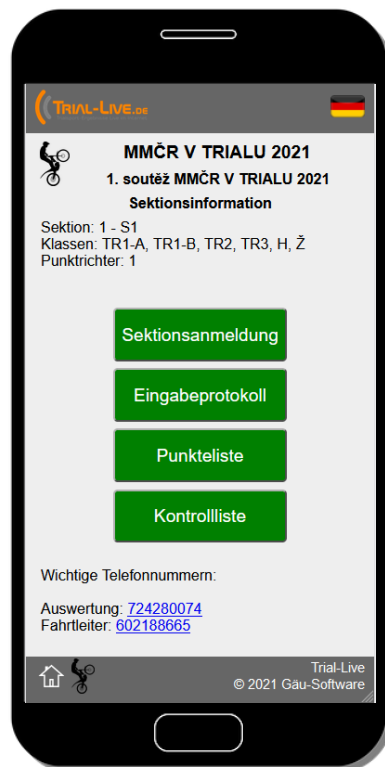 TRIAL-LIVE.DE
MMČR V TRIALU 2021
1. soutěž MMČR V TRIALU 2021
Sektionsinformation
Sektion: 1 - S1
Klassen: TR1-A, TR1-B, TR2, TR3, H, Ž
Punktrichter: 1
Sektionsanmeldung
Eingabeprotokoll
Punkteliste
Kontrollliste
Wichtige Telefonnummern:
Auswertung: 724280074
Fahrtleiter: 602188665
Trial-Live
© 2021 Gäu-Software